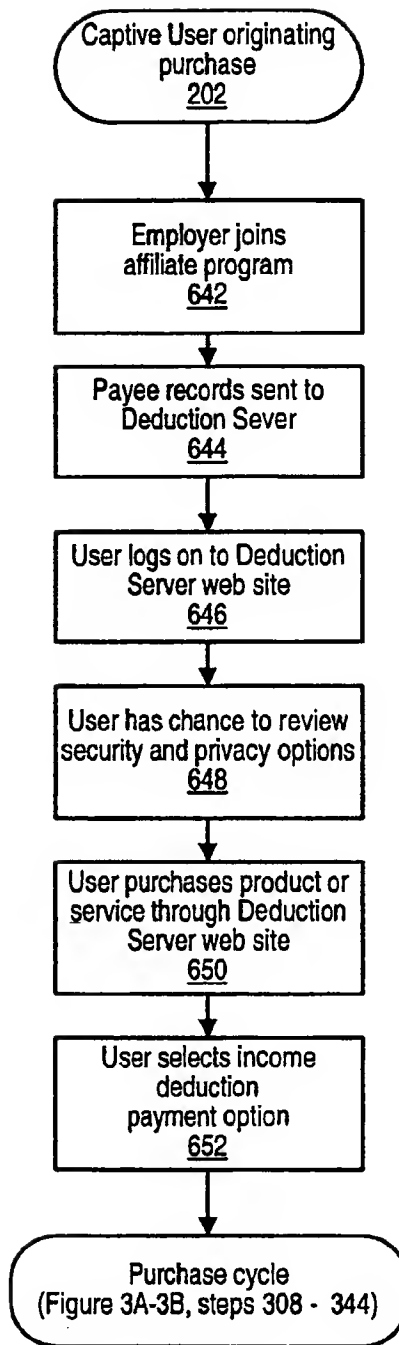 Captive User originating
purchase
202
Employer joins
affiliate program
642
Payee records sent to
Deduction Sever
644
User logs on to Deduction
Server web site
646
User has chance to review
security and privacy options
648
User purchases product or
service through Deduction
Server web site
650
User selects income
deduction
payment option
652
Purchase cycle
(Figure 3A-3B, steps 308 - 344)